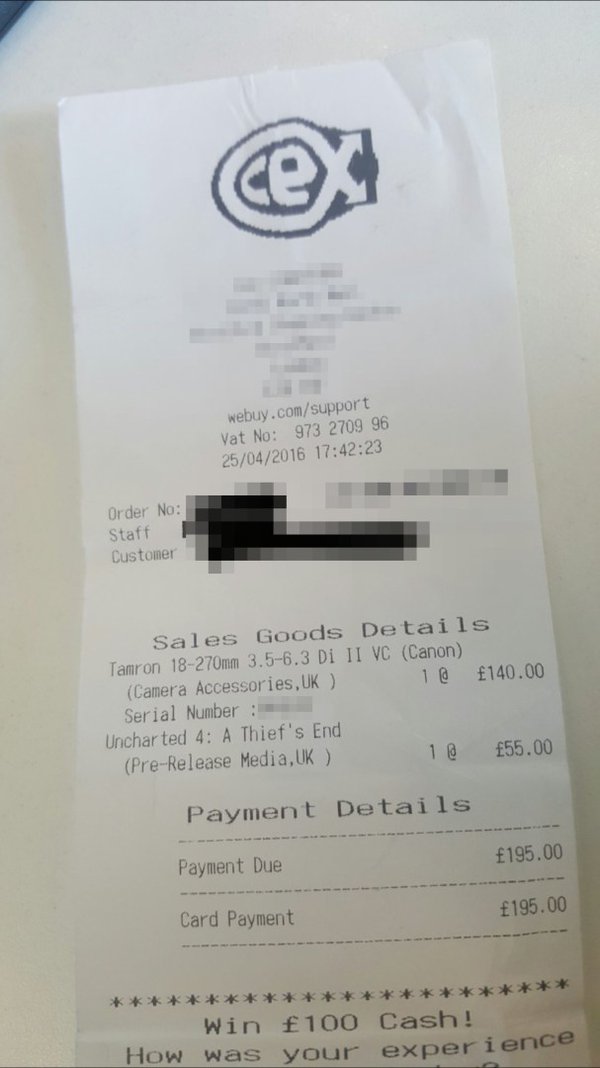 cex
webuy.com/support
Vat No: 973 2709 96
25/04/2016 17:42:23
Order No:
Staff
Customer
Sales Goods Details
Tamron 18-270mm 3.5-6.3 Di II VC (Canon)
(Camera Accessories,UK ) 1 @ £140.00
Serial Number :
Uncharted 4: A Thief's End
(Pre-Release Media,UK ) 1 @ £55.00
Payment Details
Payment Due £195.00
Card Payment £195.00
*************************
Win £100 Cash!
How was your experience